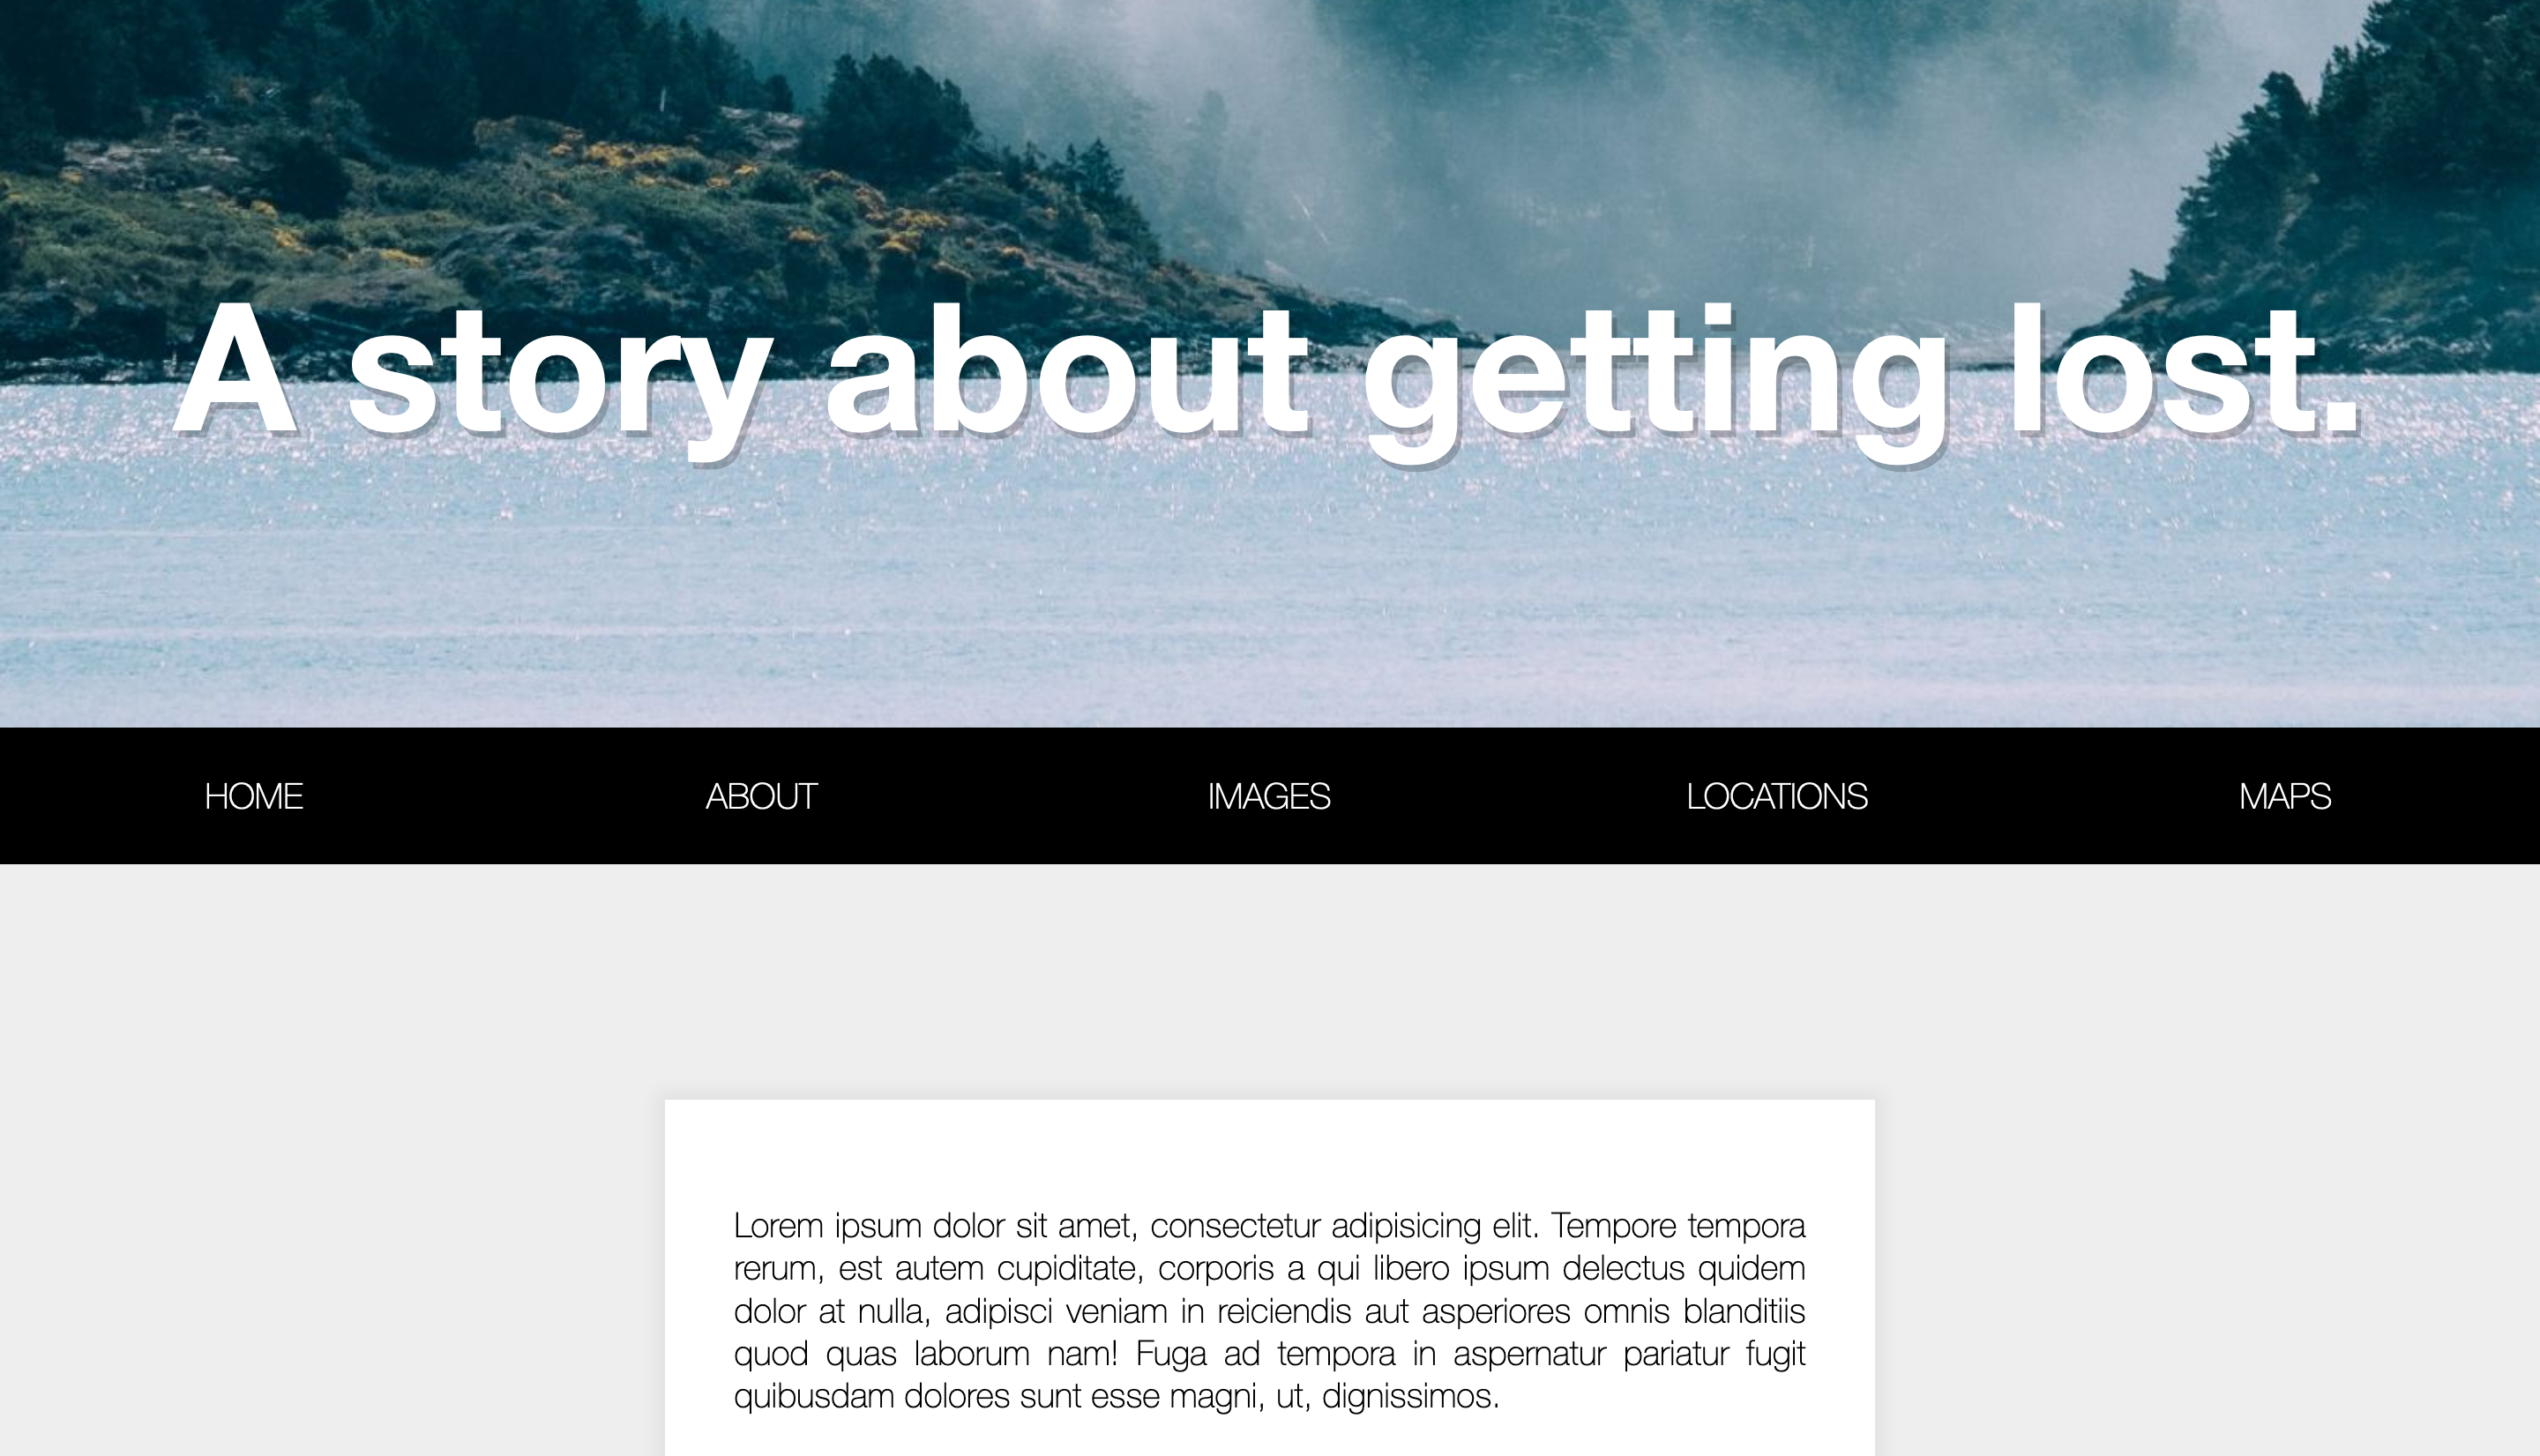 A story about getting lost.
HOME ABOUT IMAGES LOCATIONS MAPS
Lorem ipsum dolor sit amet, consectetur adipisicing elit. Tempore tempora
rerum, est autem cupiditate, corporis a qui libero ipsum delectus quidem
dolor at nulla, adipisci veniam in reiciendis aut asperiores omnis blanditiis
quod quas laborum nam! Fuga ad tempora in aspernatur pariatur fugit
quibusdam dolores sunt esse magni, ut, dignissimos.